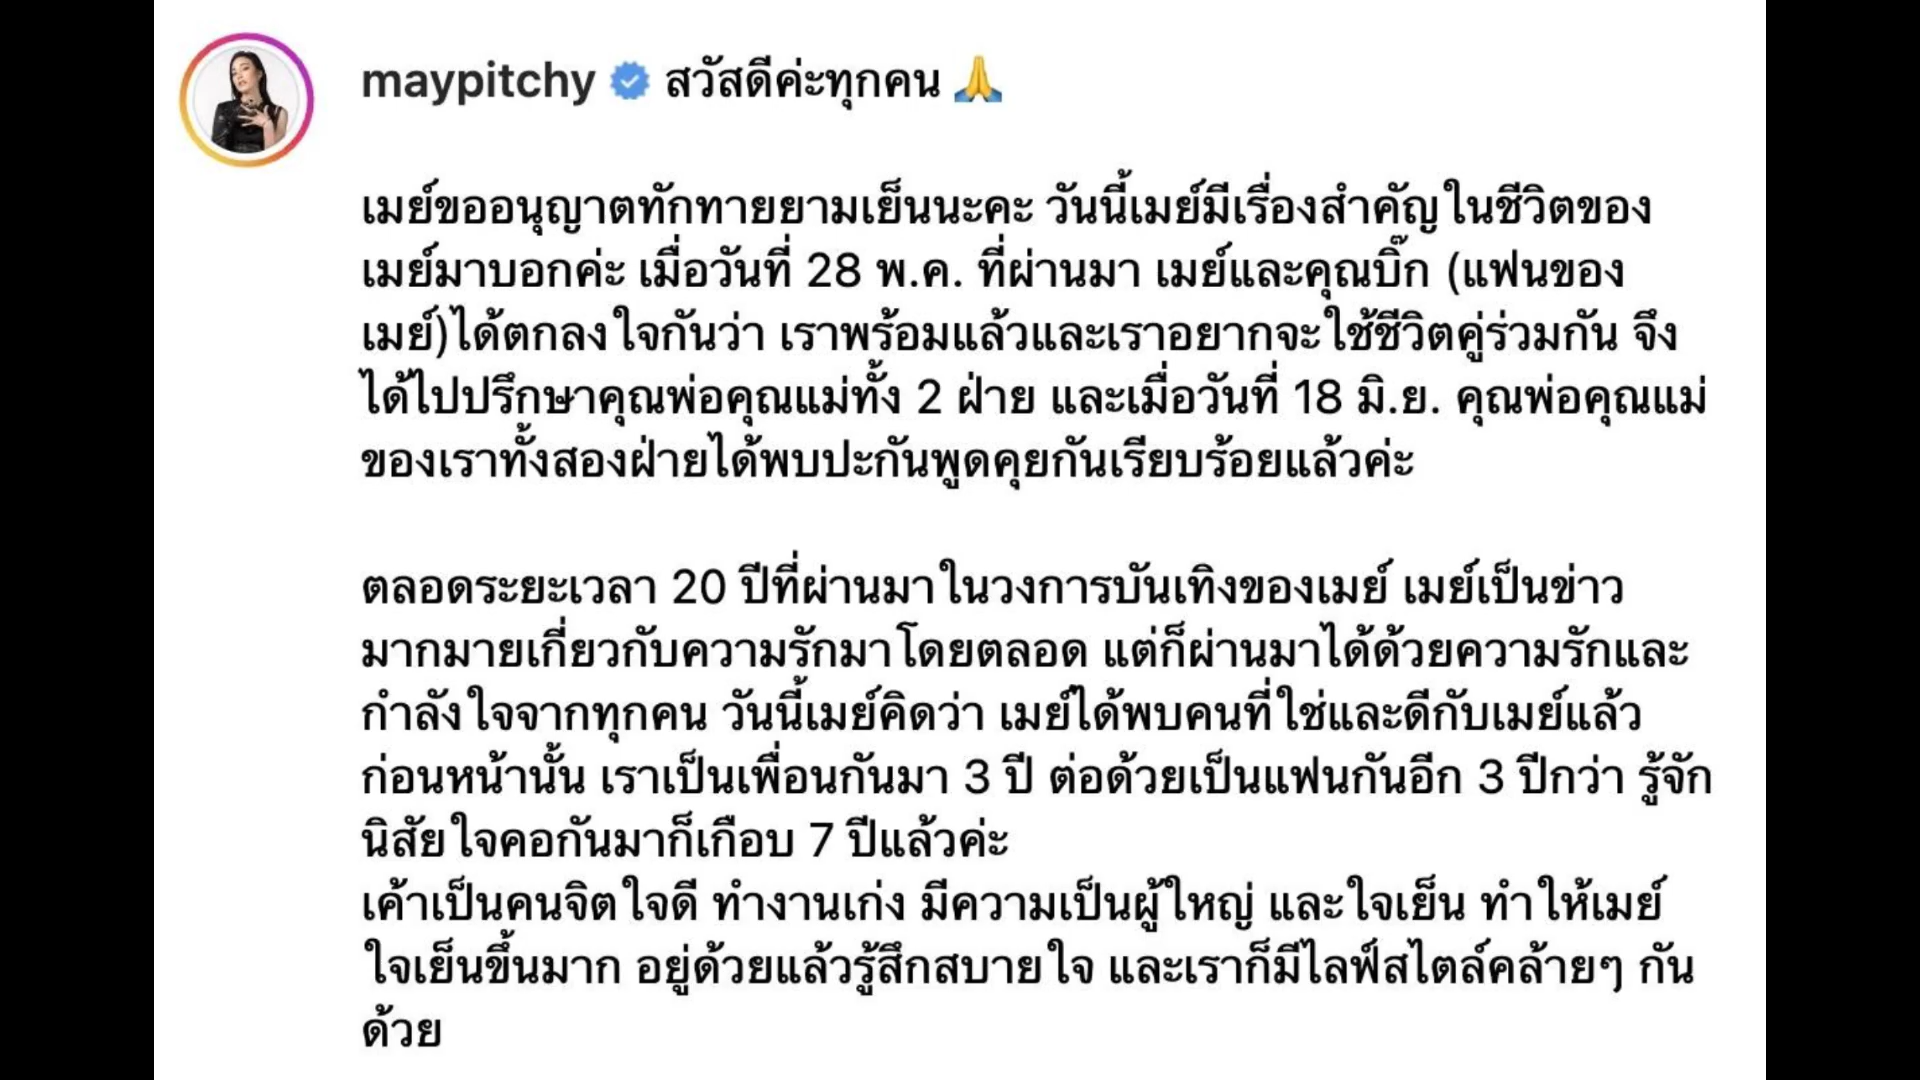 maypitchy สวัสดีค่ะทุกคน 🙏
เมย์ขออนุญาตทักทายยามเย็นนะคะ วันนี้เมย์มีเรื่องสำคัญในชีวิตของ
เมย์มาบอกค่ะ เมื่อวันที่ 28 พ.ค. ที่ผ่านมา เมย์และคุณบิ๊ก (แฟนของ
เมย์)ได้ตกลงใจกันว่า เราพร้อมแล้วและเราอยากจะใช้ชีวิตคู่ร่วมกัน จึง
ได้ไปปรึกษาคุณพ่อคุณแม่ทั้ง 2 ฝ่าย และเมื่อวันที่ 18 มิ.ย. คุณพ่อคุณแม่
ของเราทั้งสองฝ่ายได้พบปะกันพูดคุยกันเรียบร้อยแล้วค่ะ
ตลอดระยะเวลา 20 ปีที่ผ่านมาในวงการบันเทิงของเมย์ เมย์เป็นข่าว
มากมายเกี่ยวกับความรักมาโดยตลอด แต่ก็ผ่านมาได้ด้วยความรักและ
กำลังใจจากทุกคน วันนี้เมย์คิดว่า เมย์ได้พบคนที่ใช่และดีกับเมย์แล้ว
ก่อนหน้านั้น เราเป็นเพื่อนกันมา 3 ปี ต่อด้วยเป็นแฟนกันอีก 3 ปีกว่า รู้จัก
นิสัยใจคอกันมาก็เกือบ 7 ปีแล้วค่ะ
เค้าเป็นคนจิตใจดี ทำงานเก่ง มีความเป็นผู้ใหญ่ และใจเย็น ทำให้เมย์
ใจเย็นขึ้นมาก อยู่ด้วยแล้วรู้สึกสบายใจ และเราก็มีไลฟ์สไตล์คล้ายๆ กัน
ด้วย